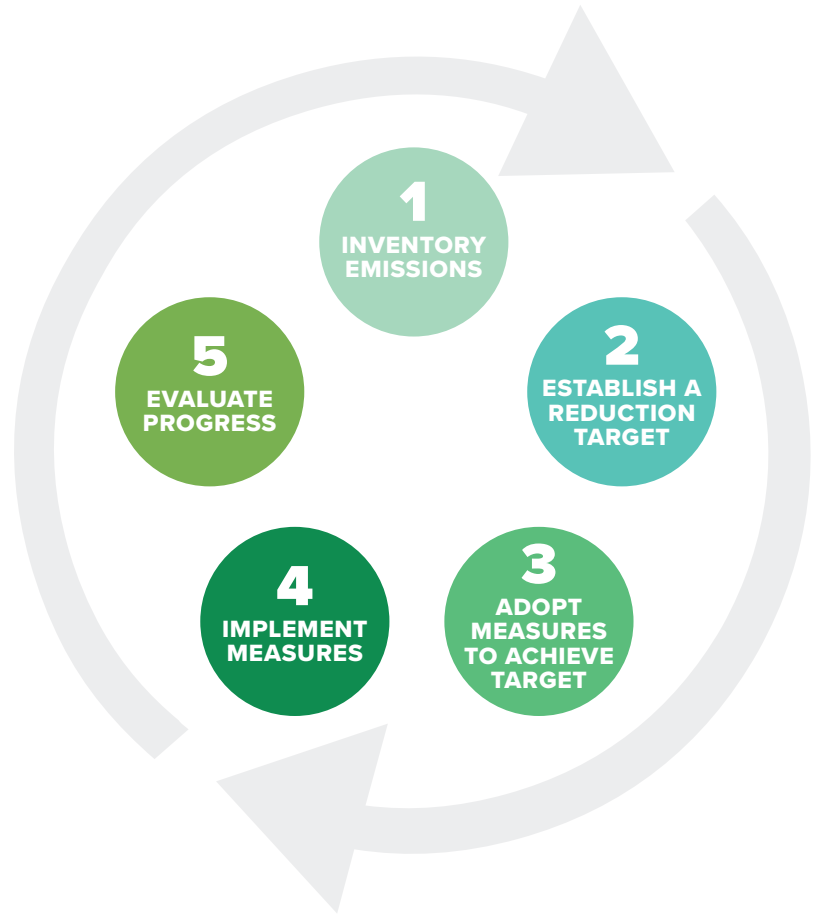 1
INVENTORY
EMISSIONS
2
ESTABLISH A
REDUCTION
TARGET
3
ADOPT
MEASURES
TO ACHIEVE
TARGET
4
IMPLEMENT
MEASURES
5
EVALUATE
PROGRESS